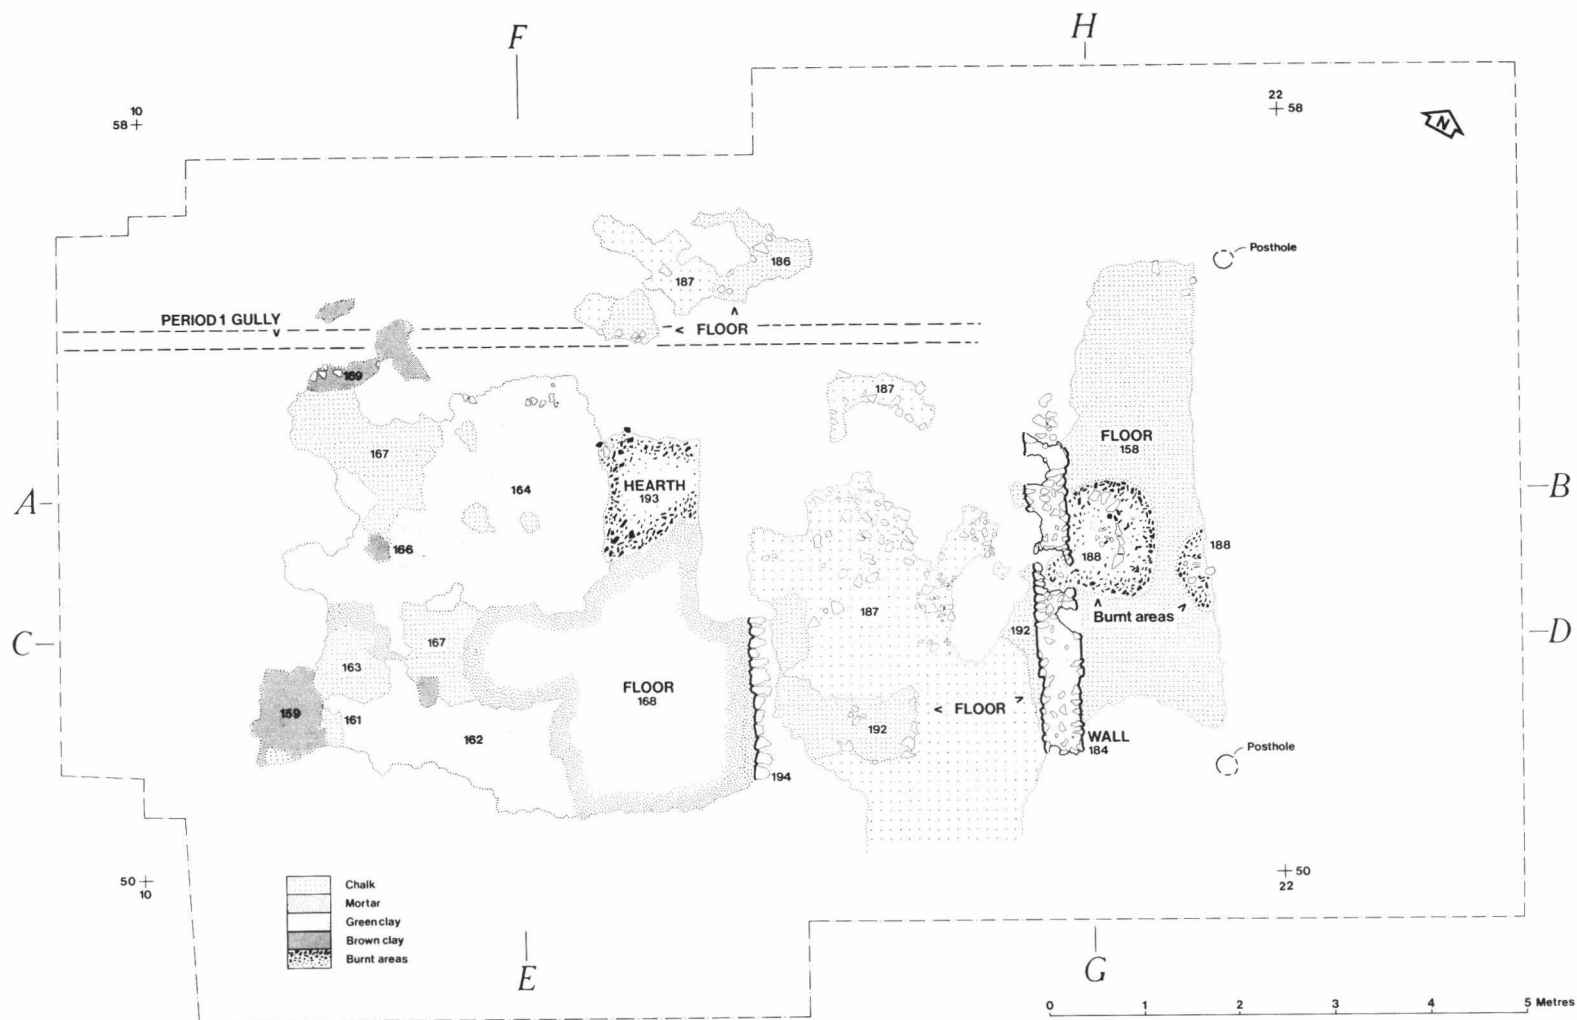 F
H
10
58
22
58
N
Posthole
186
187
PERIOD 1 GULLY
FLOOR
169
187
FLOOR
158
167
A
164
HEARTH
193
B
166
188
188
187
Burnt areas
C
167
192
D
163
FLOOR
168
159
161
162
192
FLOOR
WALL
184
Posthole
194
50
10
50
22
Chalk
Mortar
Green clay
Brown clay
Burnt areas
E
G
0 1 2 3 4 5 Metres